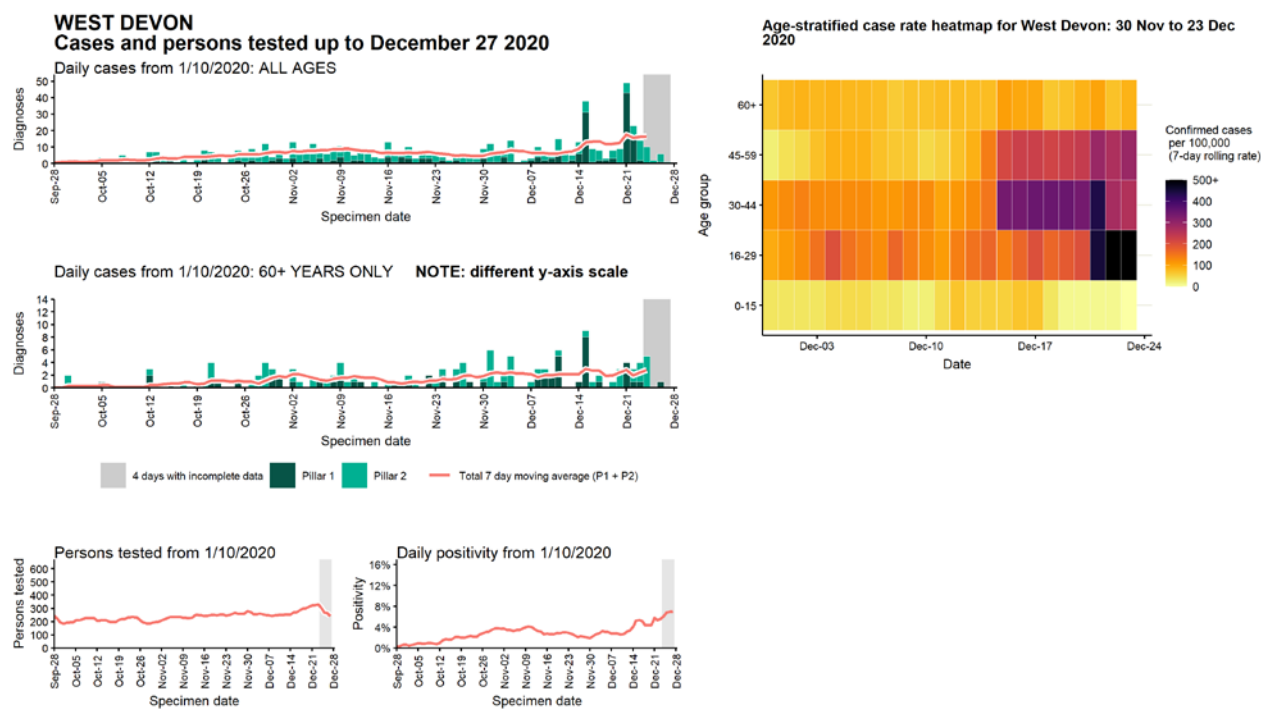 WEST DEVON
Cases and persons tested up to December 27 2020
Daily cases from 1/10/2020: ALL AGES
Diagnoses
50
40
30
20
10
0
Sep-28
Oct-05
Oct-12
Oct-19
Oct-26
Nov-02
Nov-09
Nov-16
Nov-23
Nov-30
Dec-07
Dec-14
Dec-21
Dec-28
Specimen date
Daily cases from 1/10/2020: 60+ YEARS ONLY NOTE: different y-axis scale
Diagnoses
14
12
10
8
6
4
2
0
Sep-28
Oct-05
Oct-12
Oct-19
Oct-26
Nov-02
Nov-09
Nov-16
Nov-23
Nov-30
Dec-07
Dec-14
Dec-21
Dec-28
Specimen date
4 days with incomplete data
Pillar 1
Pillar 2
Total 7 day moving average (P1 + P2)
Persons tested from 1/10/2020
Persons tested
600
500
400
300
200
100
0
Sep-28
Oct-05
Oct-12
Oct-19
Oct-26
Nov-02
Nov-09
Nov-16
Nov-23
Nov-30
Dec-07
Dec-14
Dec-21
Dec-28
Specimen date
Daily positivity from 1/10/2020
Positivity
16%
12%
8%
4%
0%
Sep-28
Oct-05
Oct-12
Oct-19
Oct-26
Nov-02
Nov-09
Nov-16
Nov-23
Nov-30
Dec-07
Dec-14
Dec-21
Dec-28
Specimen date
Age-stratified case rate heatmap for West Devon: 30 Nov to 23 Dec
2020
Age group
60+
45-59
30-44
16-29
0-15
Dec-03
Dec-10
Dec-17
Dec-24
Date
Confirmed cases
per 100,000
(7-day rolling rate)
500+
400
300
200
100
0